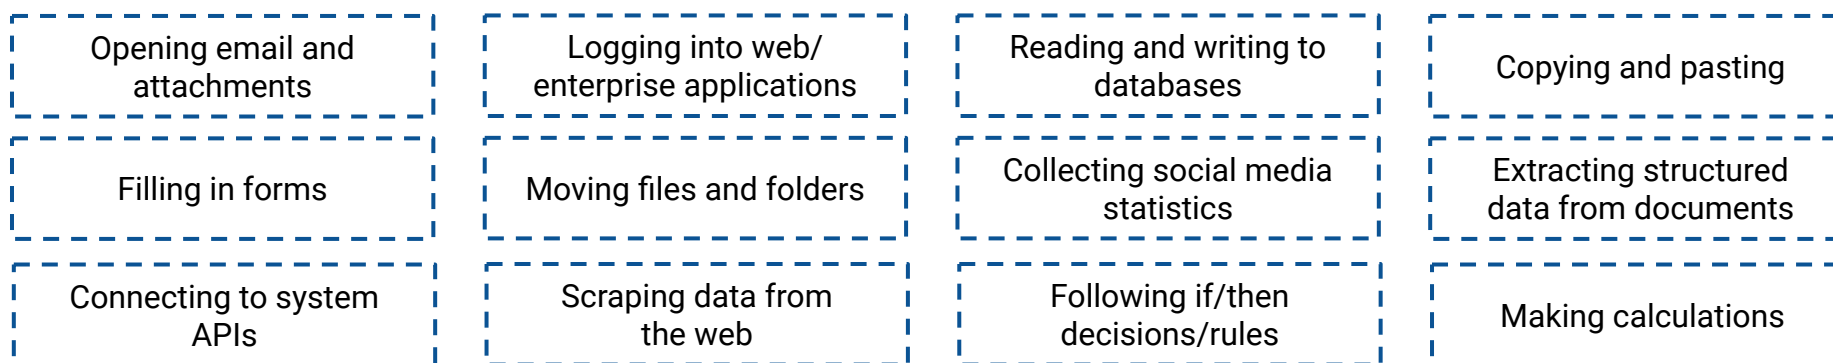 Opening email and
attachments
Logging into web/
enterprise applications
Reading and writing to
databases
Copying and pasting
Filling in forms
Moving files and folders
Collecting social media
statistics
Extracting structured
data from documents
Connecting to system
APIs
Scraping data from
the web
Following if/then
decisions/rules
Making calculations